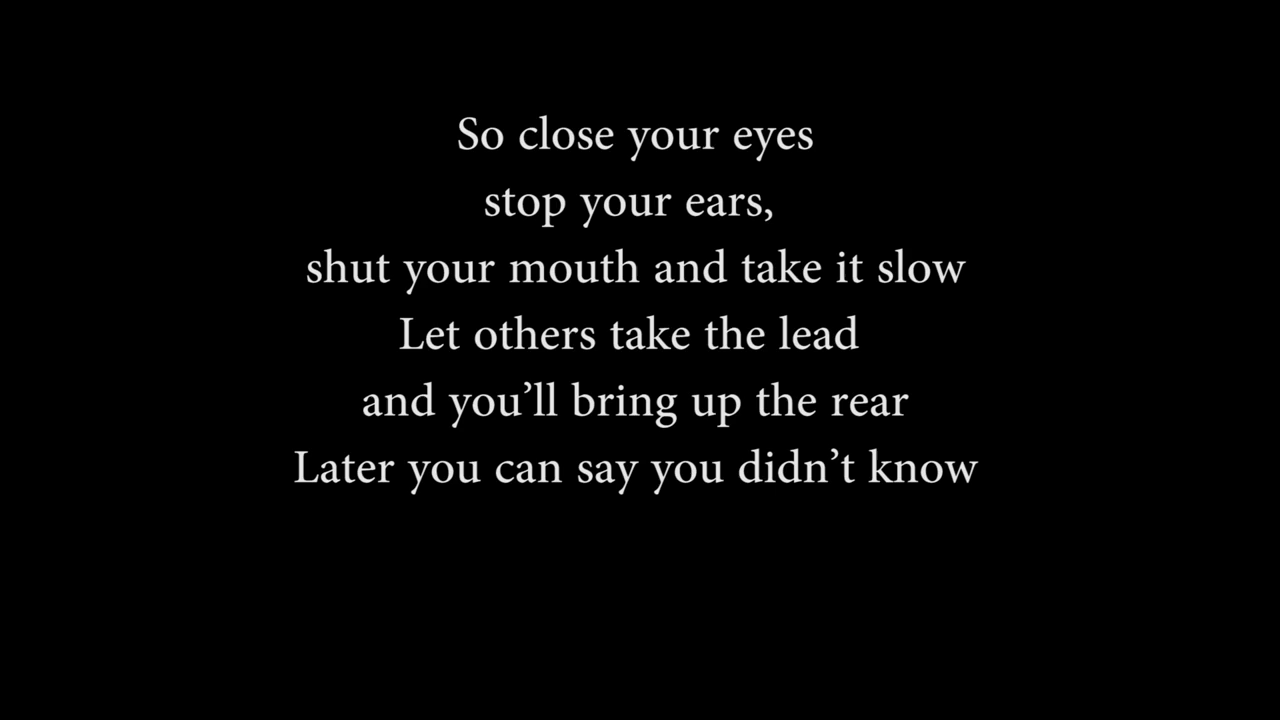 So close your eyes
stop your ears,
shut your mouth and take it slow
Let others take the lead
and you’ll bring up the rear
Later you can say you didn’t know